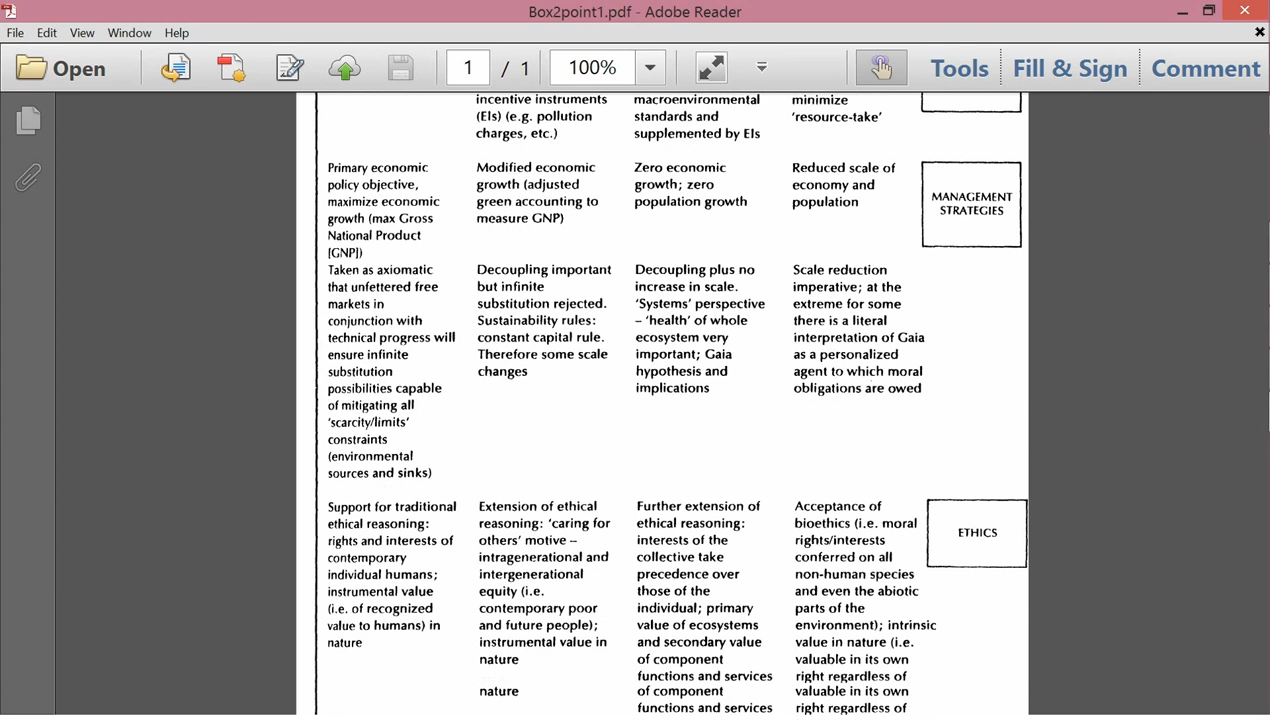 Box2point1.pdf - Adobe Reader
File Edit View Window Help
Open 1 / 1 100% Tools Fill & Sign Comment
incentive instruments
(EIs) (e.g. pollution
charges, etc.)
macroenvironmental
standards and
supplemented by EIs
minimize
‘resource-take’
Primary economic
policy objective,
maximize economic
growth (max Gross
National Product
[GNP])
Modified economic
growth (adjusted
green accounting to
measure GNP)
Zero economic
growth; zero
population growth
Reduced scale of
economy and
population
MANAGEMENT
STRATEGIES
Taken as axiomatic
that unfettered free
markets in
conjunction with
technical progress will
ensure infinite
substitution
possibilities capable
of mitigating all
‘scarcity/limits’
constraints
(environmental
sources and sinks)
Decoupling important
but infinite
substitution rejected.
Sustainability rules:
constant capital rule.
Therefore some scale
changes
Decoupling plus no
increase in scale.
‘Systems’ perspective
– ‘health’ of whole
ecosystem very
important; Gaia
hypothesis and
implications
Scale reduction
imperative; at the
extreme for some
there is a literal
interpretation of Gaia
as a personalized
agent to which moral
obligations are owed
Support for traditional
ethical reasoning:
rights and interests of
contemporary
individual humans;
instrumental value
(i.e. of recognized
value to humans) in
nature
Extension of ethical
reasoning: ‘caring for
others’ motive –
intragenerational and
intergenerational
equity (i.e.
contemporary poor
and future people);
instrumental value in
nature
nature
Further extension of
ethical reasoning:
interests of the
collective take
precedence over
those of the
individual; primary
value of ecosystems
and secondary value
of component
functions and services
of component
functions and services
Acceptance of
bioethics (i.e. moral
rights/interests
conferred on all
non-human species
and even the abiotic
parts of the
environment); intrinsic
value in nature (i.e.
valuable in its own
right regardless of
valuable in its own
right regardless of
ETHICS